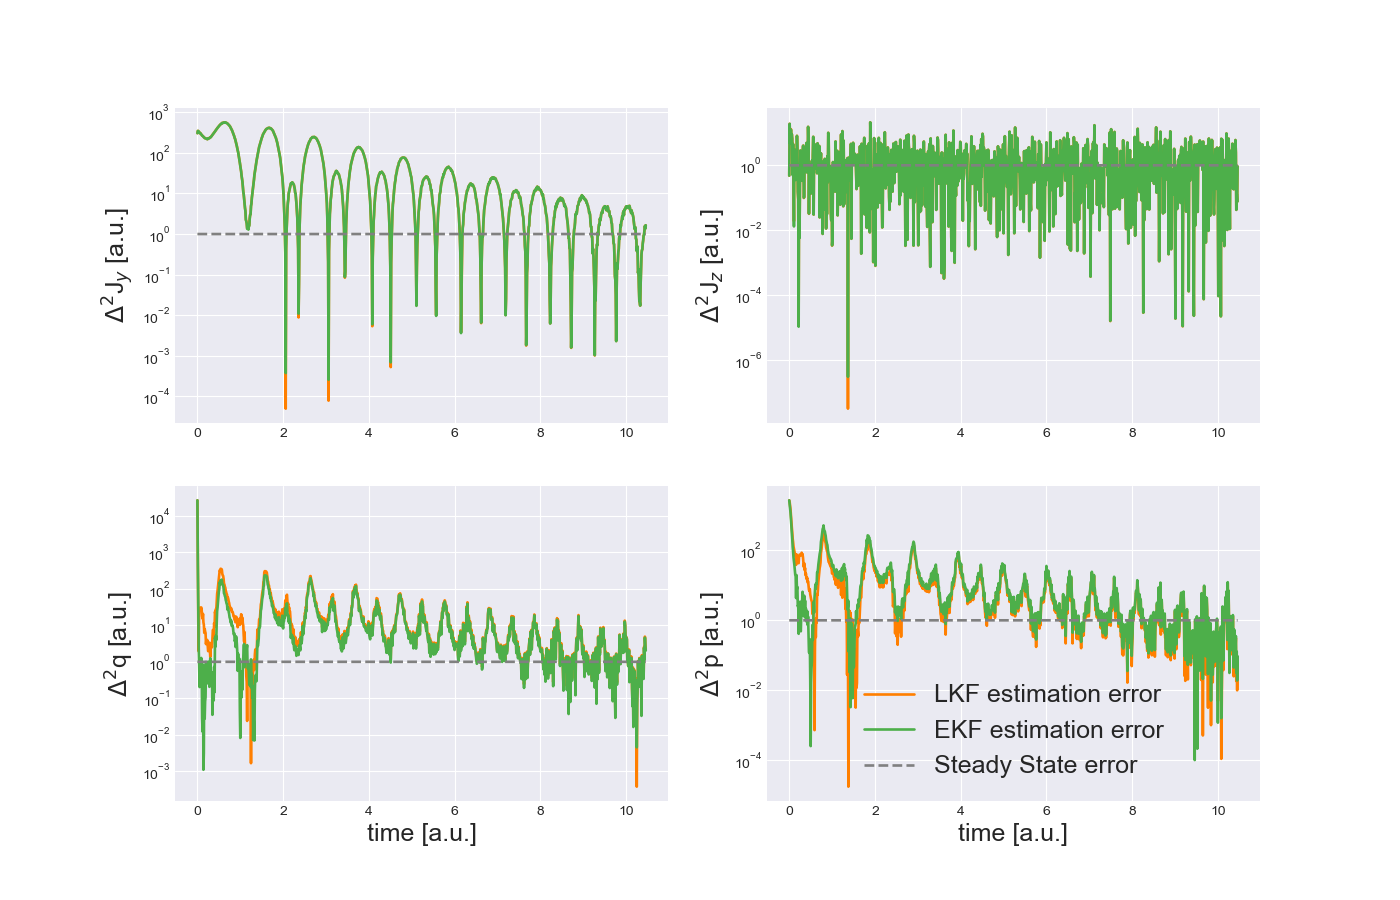 Δ²J_y [a.u.]
10³
10²
10¹
10⁰
10⁻¹
10⁻²
10⁻³
10⁻⁴
0 2 4 6 8 10
Δ²J_z [a.u.]
10⁰
10⁻²
10⁻⁴
10⁻⁶
0 2 4 6 8 10
Δ²q [a.u.]
10⁴
10³
10²
10¹
10⁰
10⁻¹
10⁻²
10⁻³
0 2 4 6 8 10
time [a.u.]
Δ²p [a.u.]
10²
10⁰
10⁻²
10⁻⁴
LKF estimation error
EKF estimation error
Steady State error
0 2 4 6 8 10
time [a.u.]